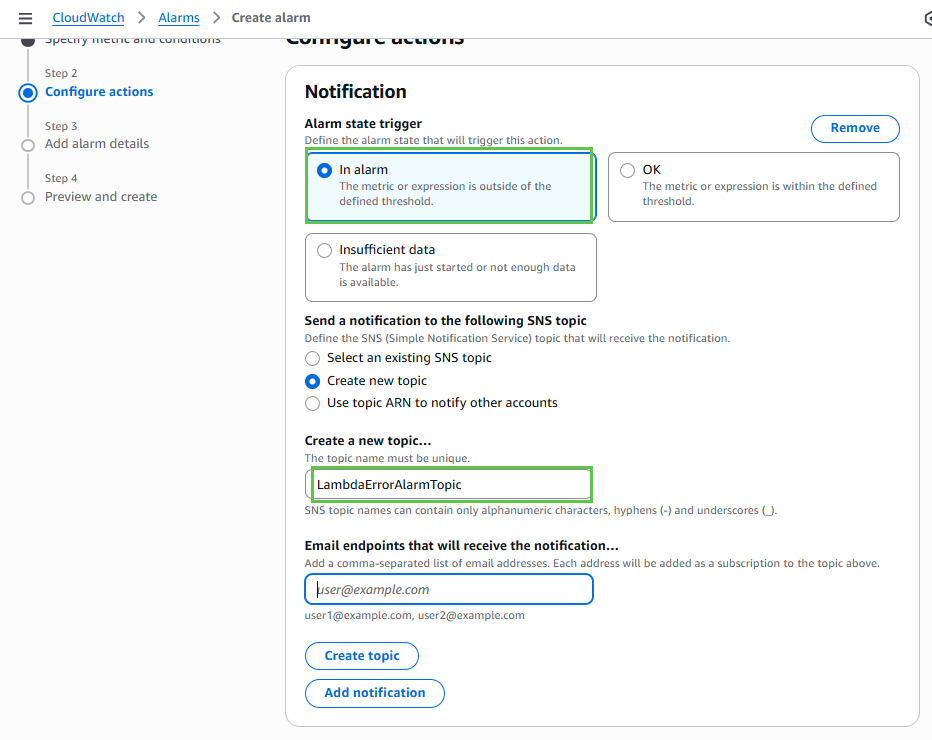 CloudWatch > Alarms > Create alarm
Specify metric and conditions
Configure actions
Step 2
Configure actions
Step 3
Add alarm details
Step 4
Preview and create
Notification
Alarm state trigger
Define the alarm state that will trigger this action.
Remove
In alarm
The metric or expression is outside of the
defined threshold.
OK
The metric or expression is within the defined
threshold.
Insufficient data
The alarm has just started or not enough data
is available.
Send a notification to the following SNS topic
Define the SNS (Simple Notification Service) topic that will receive the notification.
Select an existing SNS topic
Create new topic
Use topic ARN to notify other accounts
Create a new topic...
The topic name must be unique.
LambdaErrorAlarmTopic
SNS topic names can contain only alphanumeric characters, hyphens (-) and underscores (_).
Email endpoints that will receive the notification...
Add a comma-separated list of email addresses. Each address will be added as a subscription to the topic above.
user@example.com
user1@example.com, user2@example.com
Create topic
Add notification